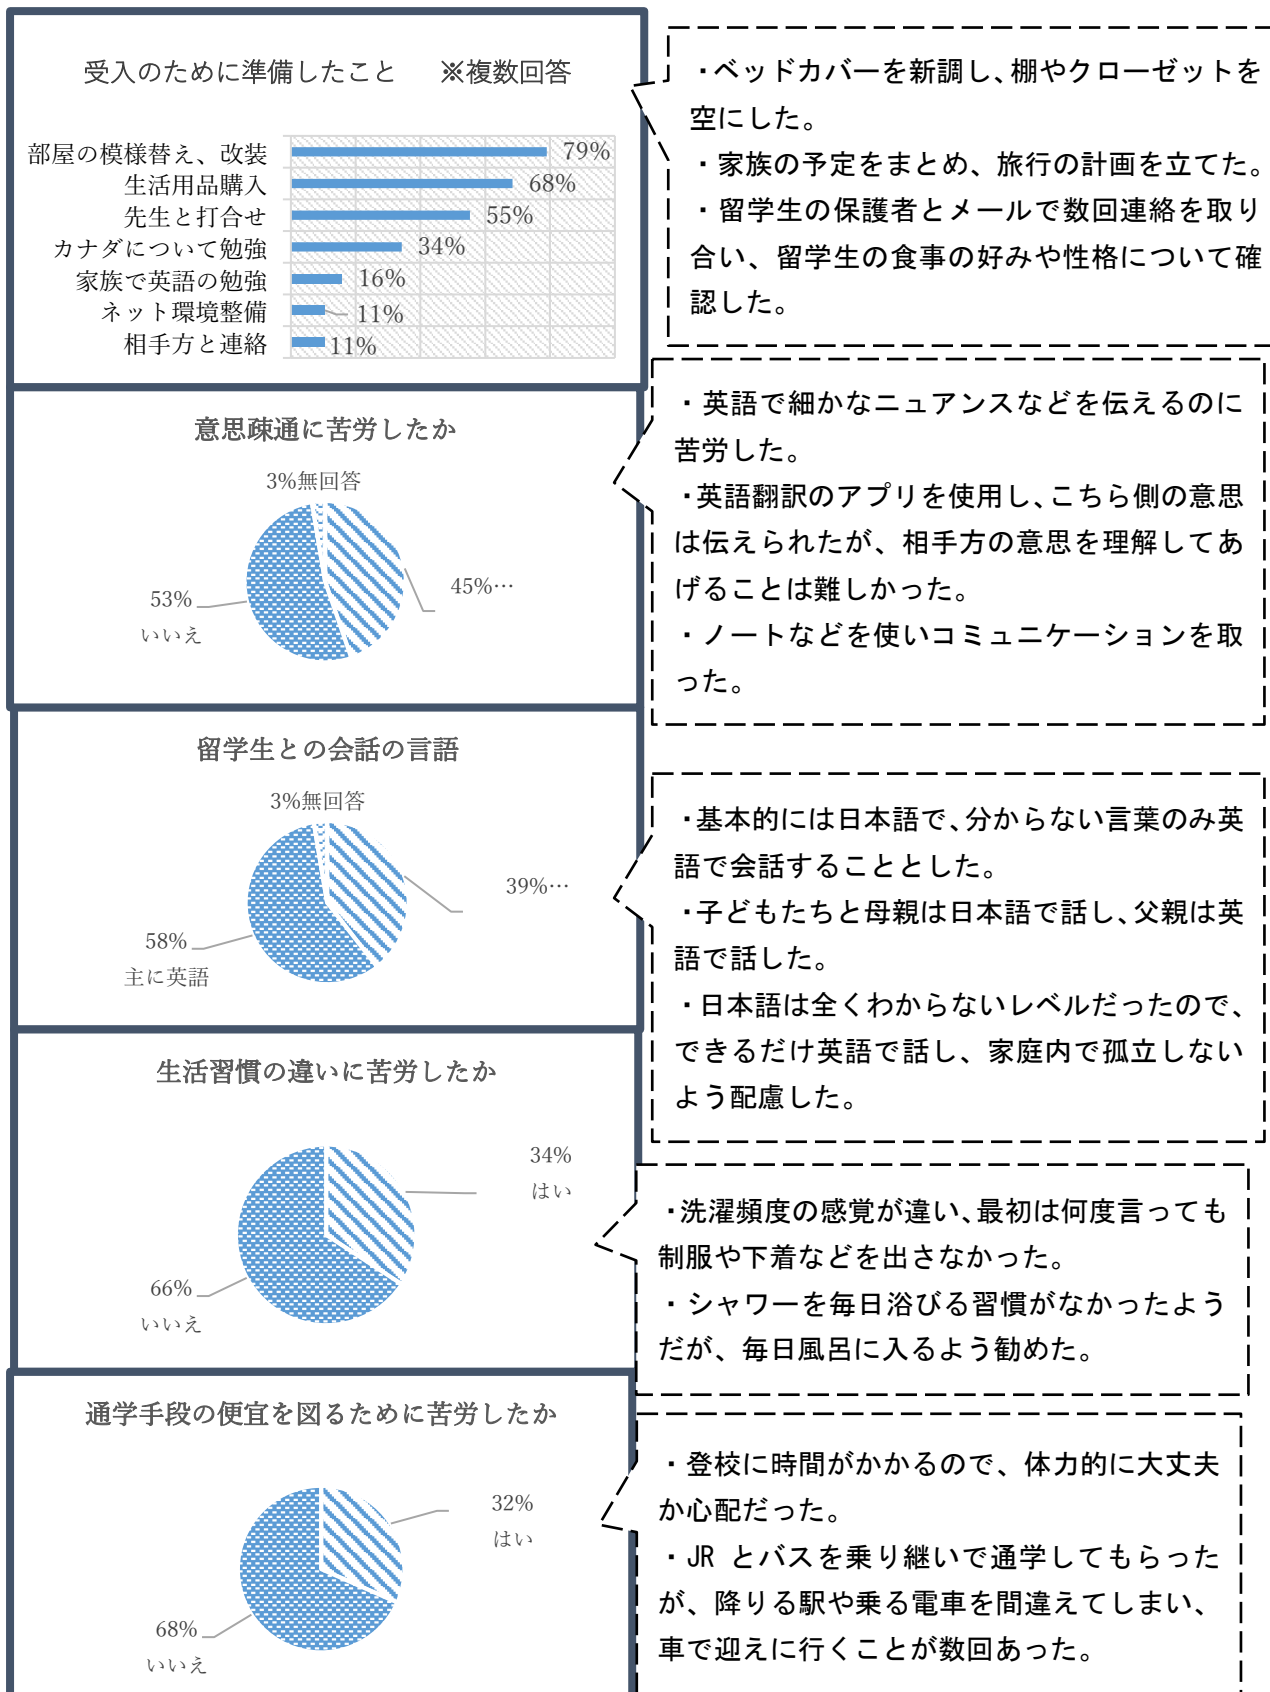 受入のために準備したこと　※複数回答
部屋の模様替え、改装 79%
生活用品購入 68%
先生と打合せ 55%
カナダについて勉強 34%
家族で英語の勉強 16%
ネット環境整備 11%
相手方と連絡 11%
・ベッドカバーを新調し、棚やクローゼットを
空にした。
・家族の予定をまとめ、旅行の計画を立てた。
・留学生の保護者とメールで数回連絡を取り
合い、留学生の食事の好みや性格について確
認した。
意思疎通に苦労したか
3%無回答
45%…
53%
いいえ
・英語で細かなニュアンスなどを伝えるのに
苦労した。
・英語翻訳のアプリを使用し、こちら側の意思
は伝えられたが、相手方の意思を理解してあ
げることは難しかった。
・ノートなどを使いコミュニケーションを取
った。
留学生との会話の言語
3%無回答
39%…
58%
主に英語
・基本的には日本語で、分からない言葉のみ英
語で会話することとした。
・子どもたちと母親は日本語で話し、父親は英
語で話した。
・日本語は全くわからないレベルだったので、
できるだけ英語で話し、家庭内で孤立しない
よう配慮した。
生活習慣の違いに苦労したか
34%
はい
66%
いいえ
・洗濯頻度の感覚が違い、最初は何度言っても
制服や下着などを出さなかった。
・シャワーを毎日浴びる習慣がなかったよう
だが、毎日風呂に入るよう勧めた。
通学手段の便宜を図るために苦労したか
32%
はい
68%
いいえ
・登校に時間がかかるので、体力的に大丈夫
か心配だった。
・JR とバスを乗り継いで通学してもらった
が、降りる駅や乗る電車を間違えてしまい、
車で迎えに行くことが数回あった。